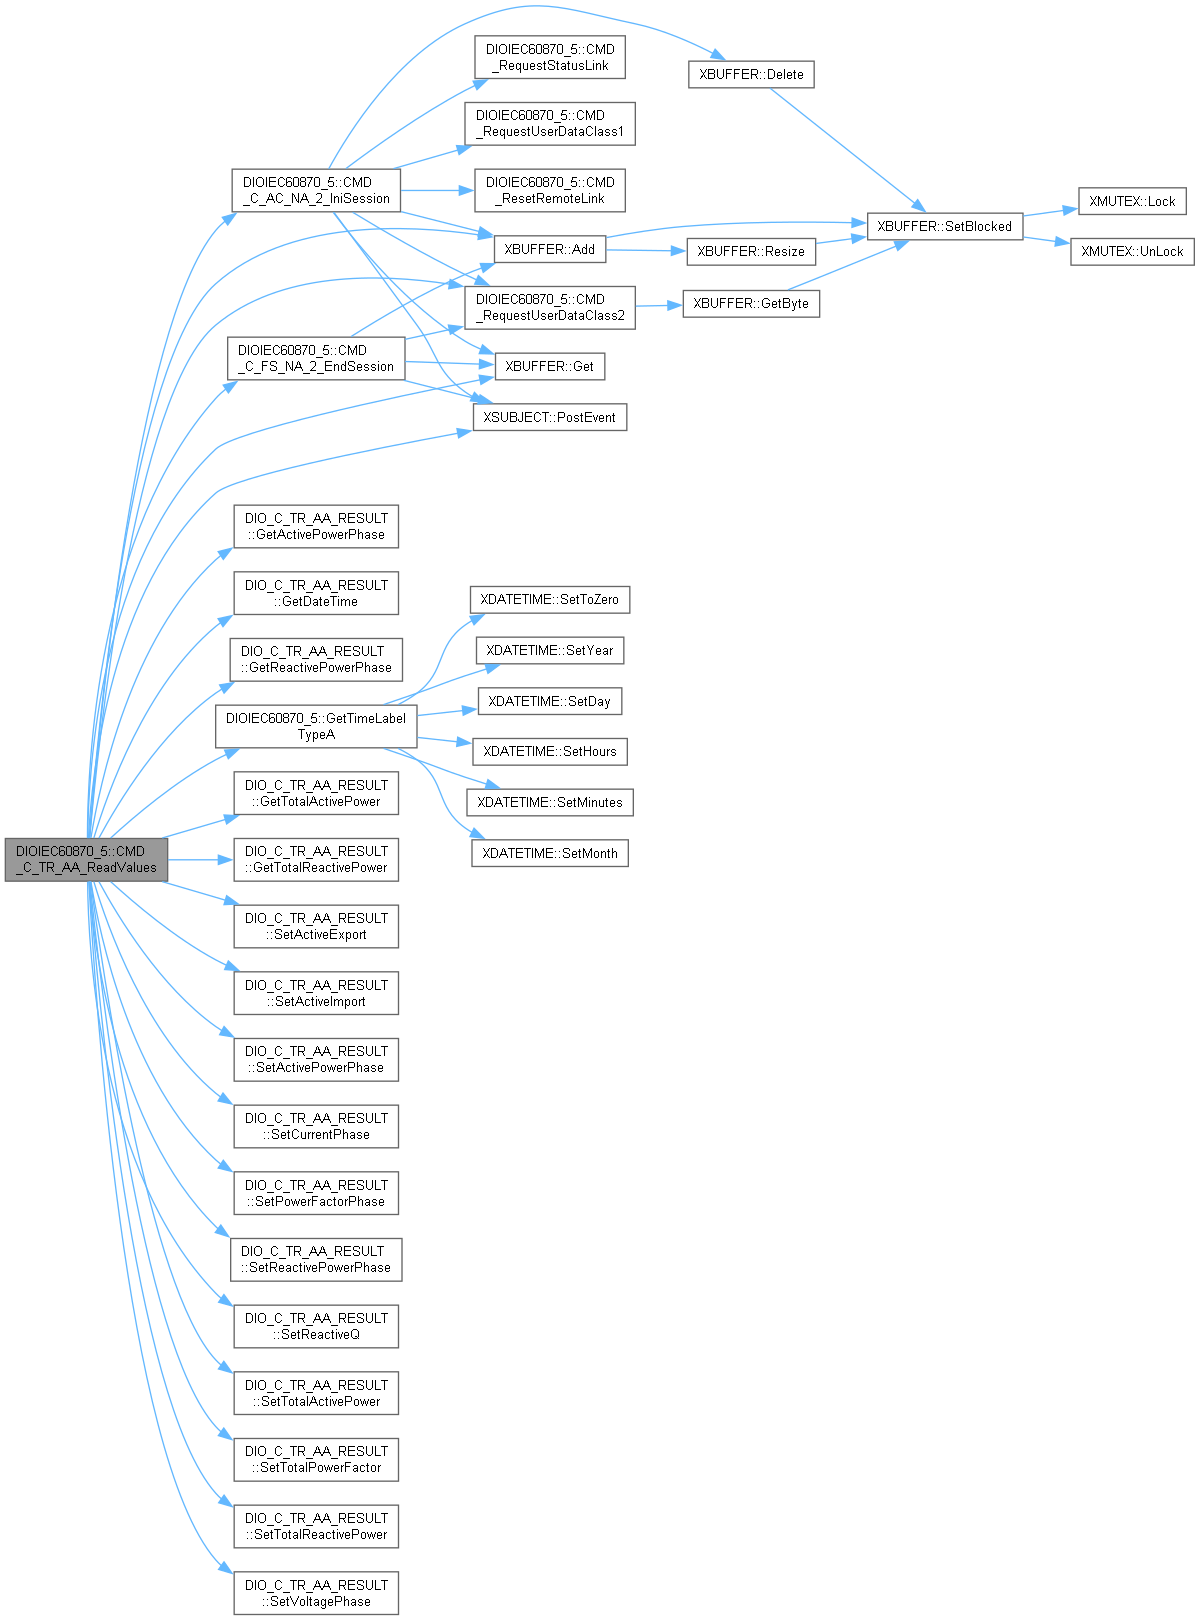 DIOIEC60870_5::CMD
_C_TR_AA_ReadValues
DIOIEC60870_5::CMD
_C_AC_NA_2_IniSession
DIOIEC60870_5::CMD
_RequestStatusLink
DIOIEC60870_5::CMD
_RequestUserDataClass1
DIOIEC60870_5::CMD
_ResetRemoteLink
XBUFFER::Add
DIOIEC60870_5::CMD
_RequestUserDataClass2
XBUFFER::Get
XSUBJECT::PostEvent
XBUFFER::Delete
XBUFFER::Resize
XBUFFER::GetByte
XBUFFER::SetBlocked
XMUTEX::Lock
XMUTEX::UnLock
DIOIEC60870_5::CMD
_C_FS_NA_2_EndSession
DIO_C_TR_AA_RESULT
::GetActivePowerPhase
DIO_C_TR_AA_RESULT
::GetDateTime
DIO_C_TR_AA_RESULT
::GetReactivePowerPhase
DIOIEC60870_5::GetTimeLabel
TypeA
XDATETIME::SetToZero
XDATETIME::SetYear
XDATETIME::SetDay
XDATETIME::SetHours
XDATETIME::SetMinutes
XDATETIME::SetMonth
DIO_C_TR_AA_RESULT
::GetTotalActivePower
DIO_C_TR_AA_RESULT
::GetTotalReactivePower
DIO_C_TR_AA_RESULT
::SetActiveExport
DIO_C_TR_AA_RESULT
::SetActiveImport
DIO_C_TR_AA_RESULT
::SetActivePowerPhase
DIO_C_TR_AA_RESULT
::SetCurrentPhase
DIO_C_TR_AA_RESULT
::SetPowerFactorPhase
DIO_C_TR_AA_RESULT
::SetReactivePowerPhase
DIO_C_TR_AA_RESULT
::SetReactiveQ
DIO_C_TR_AA_RESULT
::SetTotalActivePower
DIO_C_TR_AA_RESULT
::SetTotalPowerFactor
DIO_C_TR_AA_RESULT
::SetTotalReactivePower
DIO_C_TR_AA_RESULT
::SetVoltagePhase